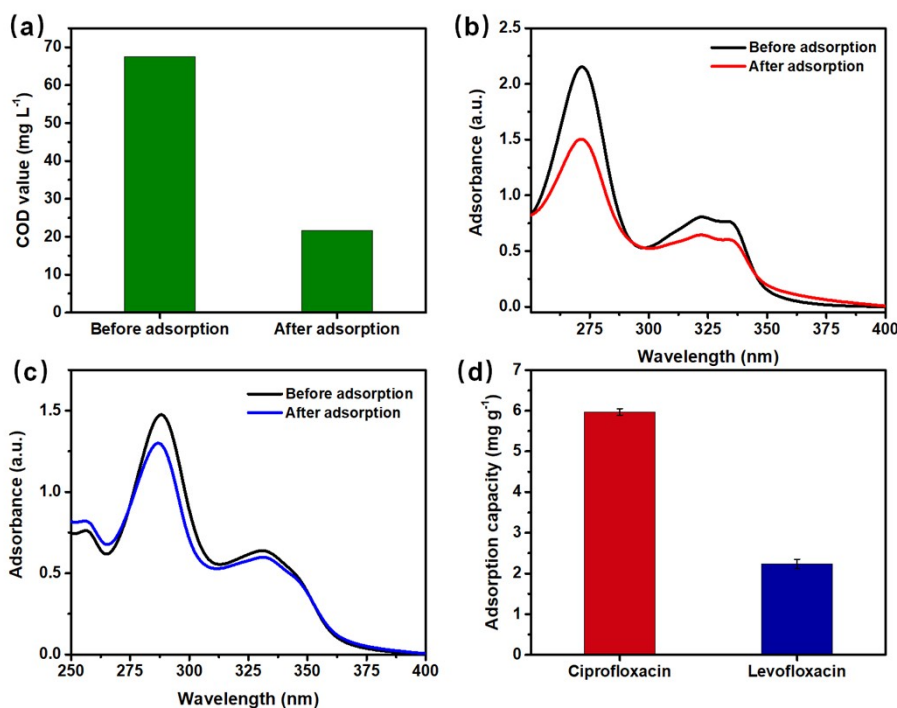 (a)
COD value (mg L⁻¹)
70
60
50
40
30
20
10
0
Before adsorption
After adsorption
(b)
Adsorbance (a.u.)
2.5
2.0
1.5
1.0
0.5
0.0
Before adsorption
After adsorption
275
300
325
350
375
400
Wavelength (nm)
(c)
Adsorbance (a.u.)
1.5
1.0
0.5
0.0
Before adsorption
After adsorption
250
275
300
325
350
375
400
Wavelength (nm)
(d)
Adsorption capacity (mg g⁻¹)
7
6
5
4
3
2
1
0
Ciprofloxacin
Levofloxacin